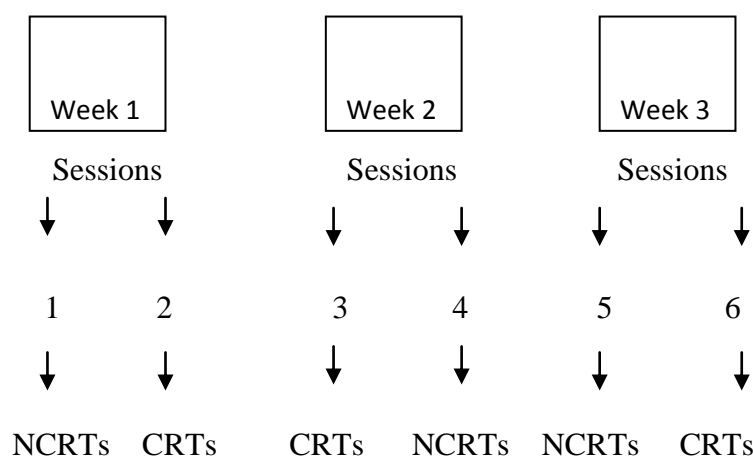 Week 1 Week 2 Week 3
Sessions Sessions Sessions
1 2 3 4 5 6
NCRTs CRTs CRTs NCRTs NCRTs CRTs